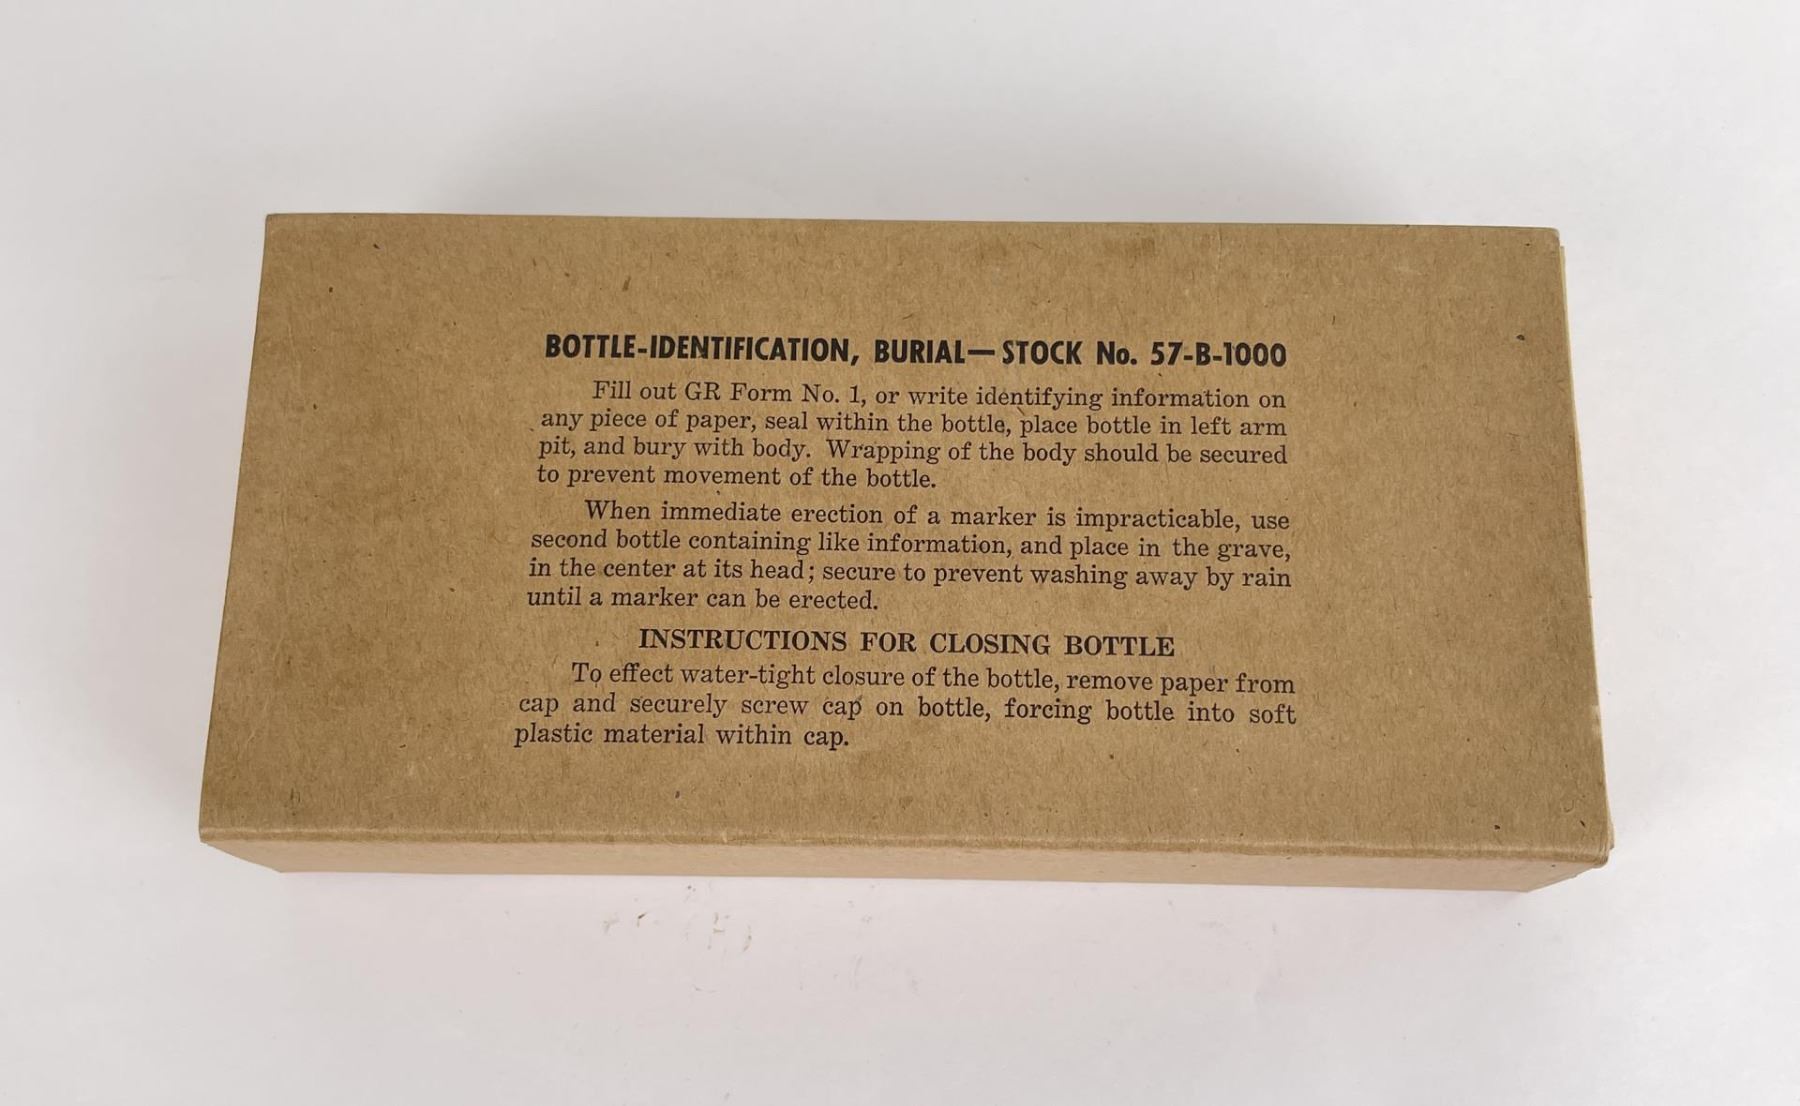 BOTTLE-IDENTIFICATION, BURIAL—STOCK No. 57-B-1000
Fill out GR Form No. 1, or write identifying information on
any piece of paper, seal within the bottle, place bottle in left arm
pit, and bury with body. Wrapping of the body should be secured
to prevent movement of the bottle.
When immediate erection of a marker is impracticable, use
second bottle containing like information, and place in the grave,
in the center at its head; secure to prevent washing away by rain
until a marker can be erected.
INSTRUCTIONS FOR CLOSING BOTTLE
To effect water-tight closure of the bottle, remove paper from
cap and securely screw cap on bottle, forcing bottle into soft
plastic material within cap.